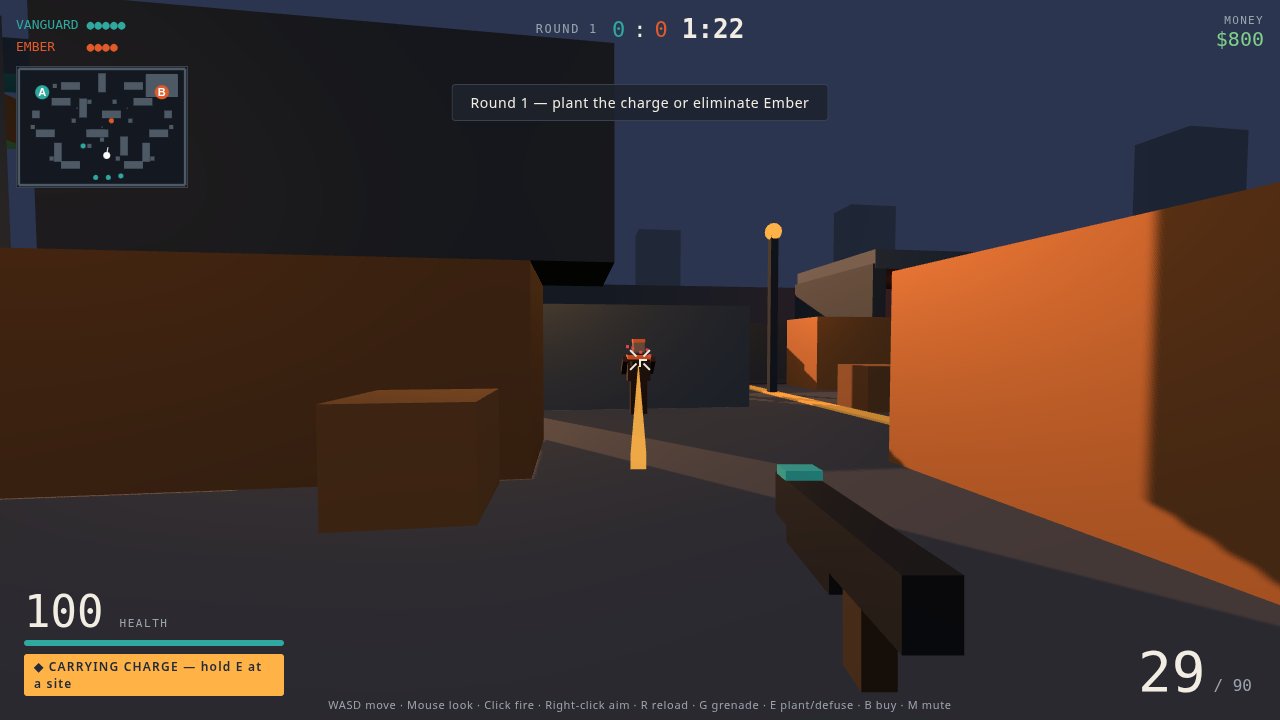 VANGUARD
EMBER
ROUND 1 0 : 0 1:22
MONEY
$800
A
B
Round 1 — plant the charge or eliminate Ember
100 HEALTH
◆ CARRYING CHARGE — hold E at
a site
29 / 90
WASD move · Mouse look · Click fire · Right-click aim · R reload · G grenade · E plant/defuse · B buy · M mute